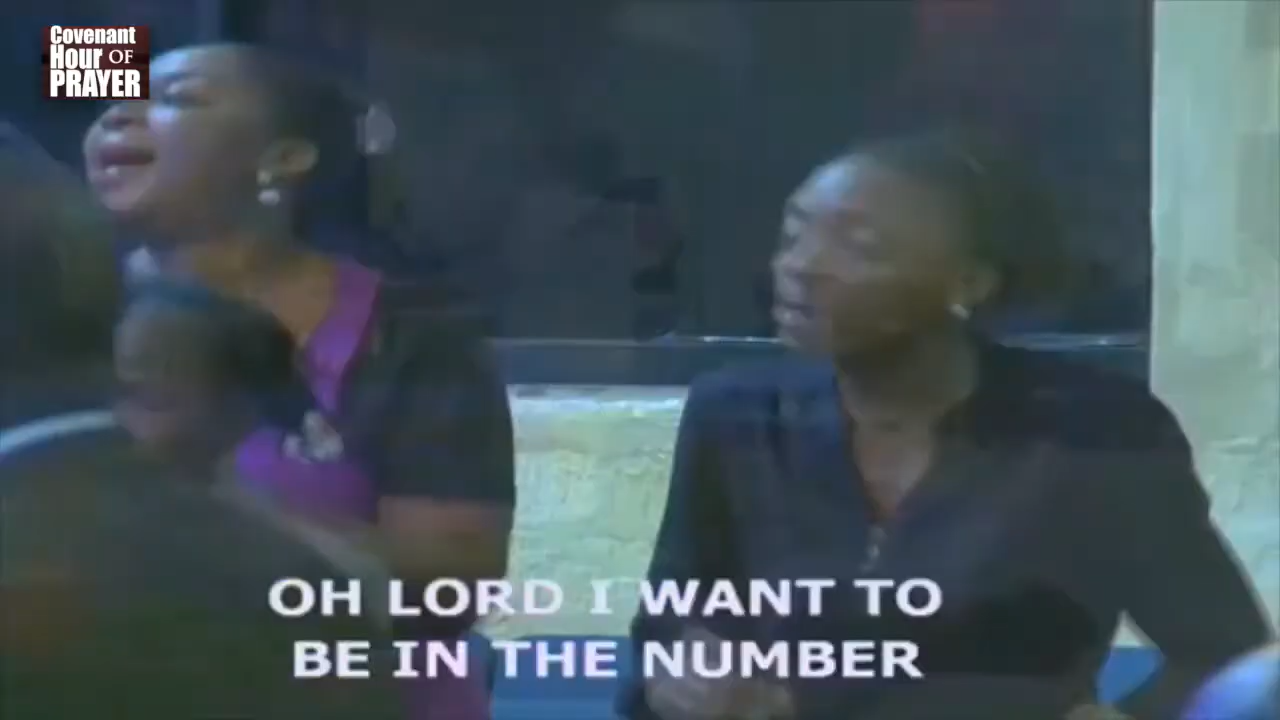 Covenant
Hour OF
PRAYER
OH LORD I WANT TO
BE IN THE NUMBER